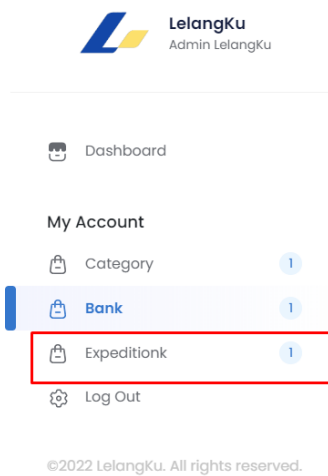 LelangKu
Admin LelangKu
Dashboard
My Account
Category 1
Bank 1
Expeditionk 1
Log Out
©2022 LelangKu. All rights reserved.